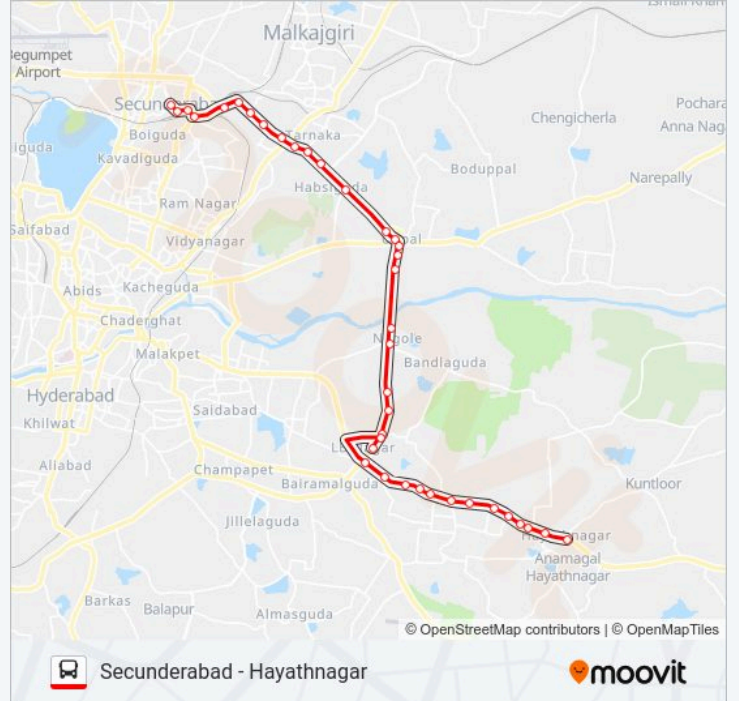 Malkajgiri
Begumpet
Airport
Secunderabad
Pochara
Chengicherla
Anna Nag
Boiguda
Tarnaka
Kavadiguda
Boduppal
Narepally
Habsiguda
Ram Nagar
Saifabad
Vidyanagar
Uppal
Abids
Kacheguda
Chaderghat
Nagole
Malakpet
Bandlaguda
Hyderabad
Saidabad
Khilwat
LB Nagar
Aliabad
Champapet
Bairamalguda
Kuntloor
Jillelaguda
Hayathnagar
Anamagal
Hayathnagar
Barkas
Balapur
Almasguda
© OpenStreetMap contributors | © OpenMapTiles
Secunderabad - Hayathnagar
moovit